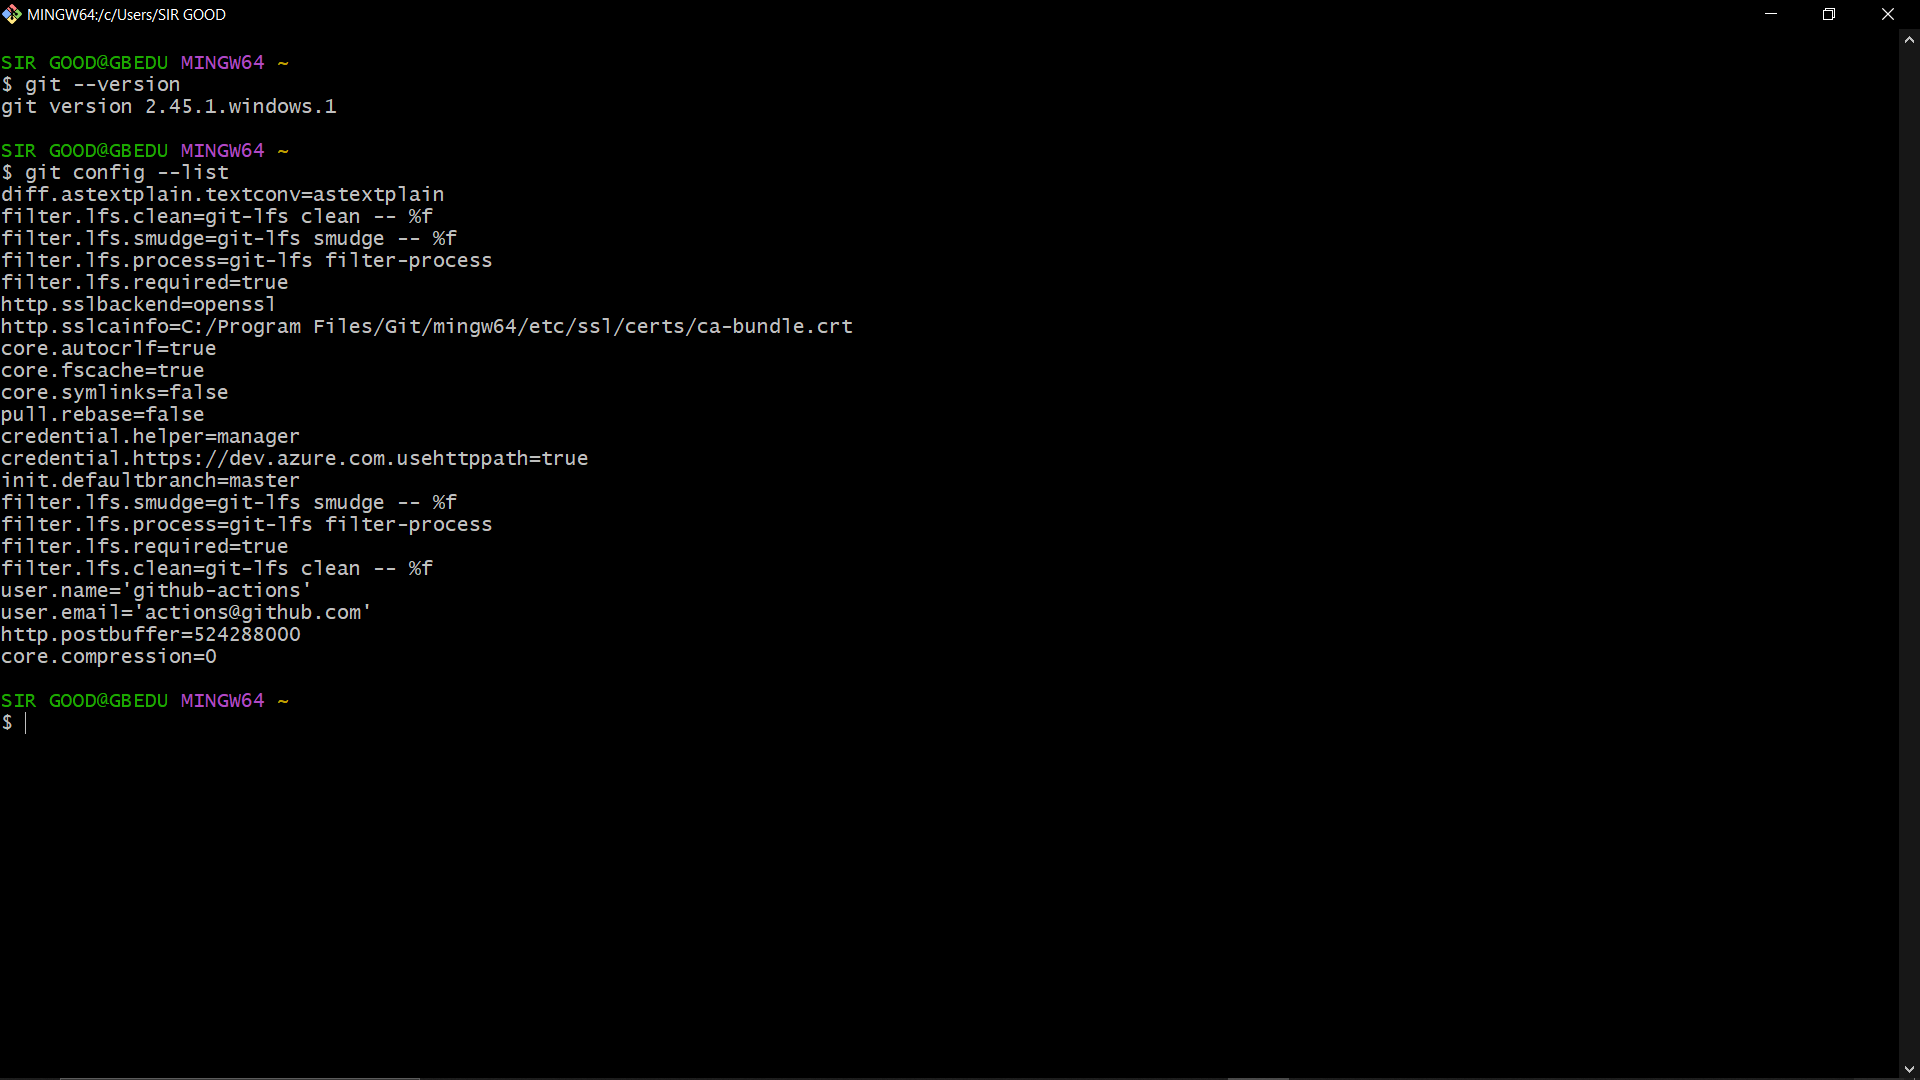 MINGW64:/c/Users/SIR GOOD
SIR GOOD@GBEDU MINGW64 ~
$ git --version
git version 2.45.1.windows.1
SIR GOOD@GBEDU MINGW64 ~
$ git config --list
diff.astextplain.textconv=astextplain
filter.lfs.clean=git-lfs clean -- %f
filter.lfs.smudge=git-lfs smudge -- %f
filter.lfs.process=git-lfs filter-process
filter.lfs.required=true
http.sslbackend=openssl
http.sslcainfo=C:/Program Files/Git/mingw64/etc/ssl/certs/ca-bundle.crt
core.autocrlf=true
core.fscache=true
core.symlinks=false
pull.rebase=false
credential.helper=manager
credential.https://dev.azure.com.usehttppath=true
init.defaultbranch=master
filter.lfs.smudge=git-lfs smudge -- %f
filter.lfs.process=git-lfs filter-process
filter.lfs.required=true
filter.lfs.clean=git-lfs clean -- %f
user.name='github-actions'
user.email='actions@github.com'
http.postbuffer=524288000
core.compression=0
SIR GOOD@GBEDU MINGW64 ~
$